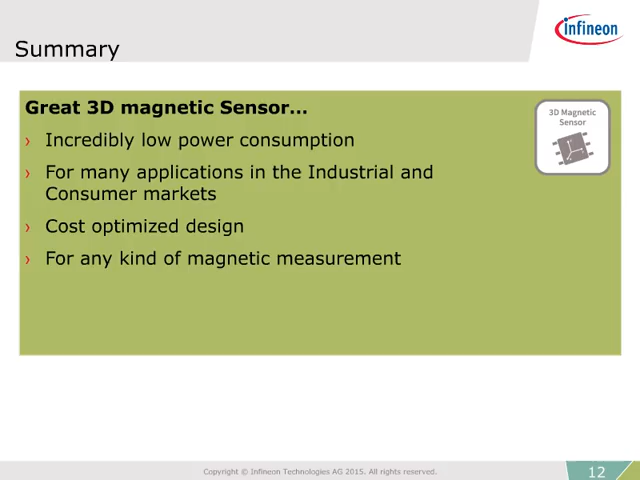 Summary
infineon
Great 3D magnetic Sensor…
› Incredibly low power consumption
› For many applications in the Industrial and
Consumer markets
› Cost optimized design
› For any kind of magnetic measurement
3D Magnetic
Sensor
Copyright © Infineon Technologies AG 2015. All rights reserved.
12